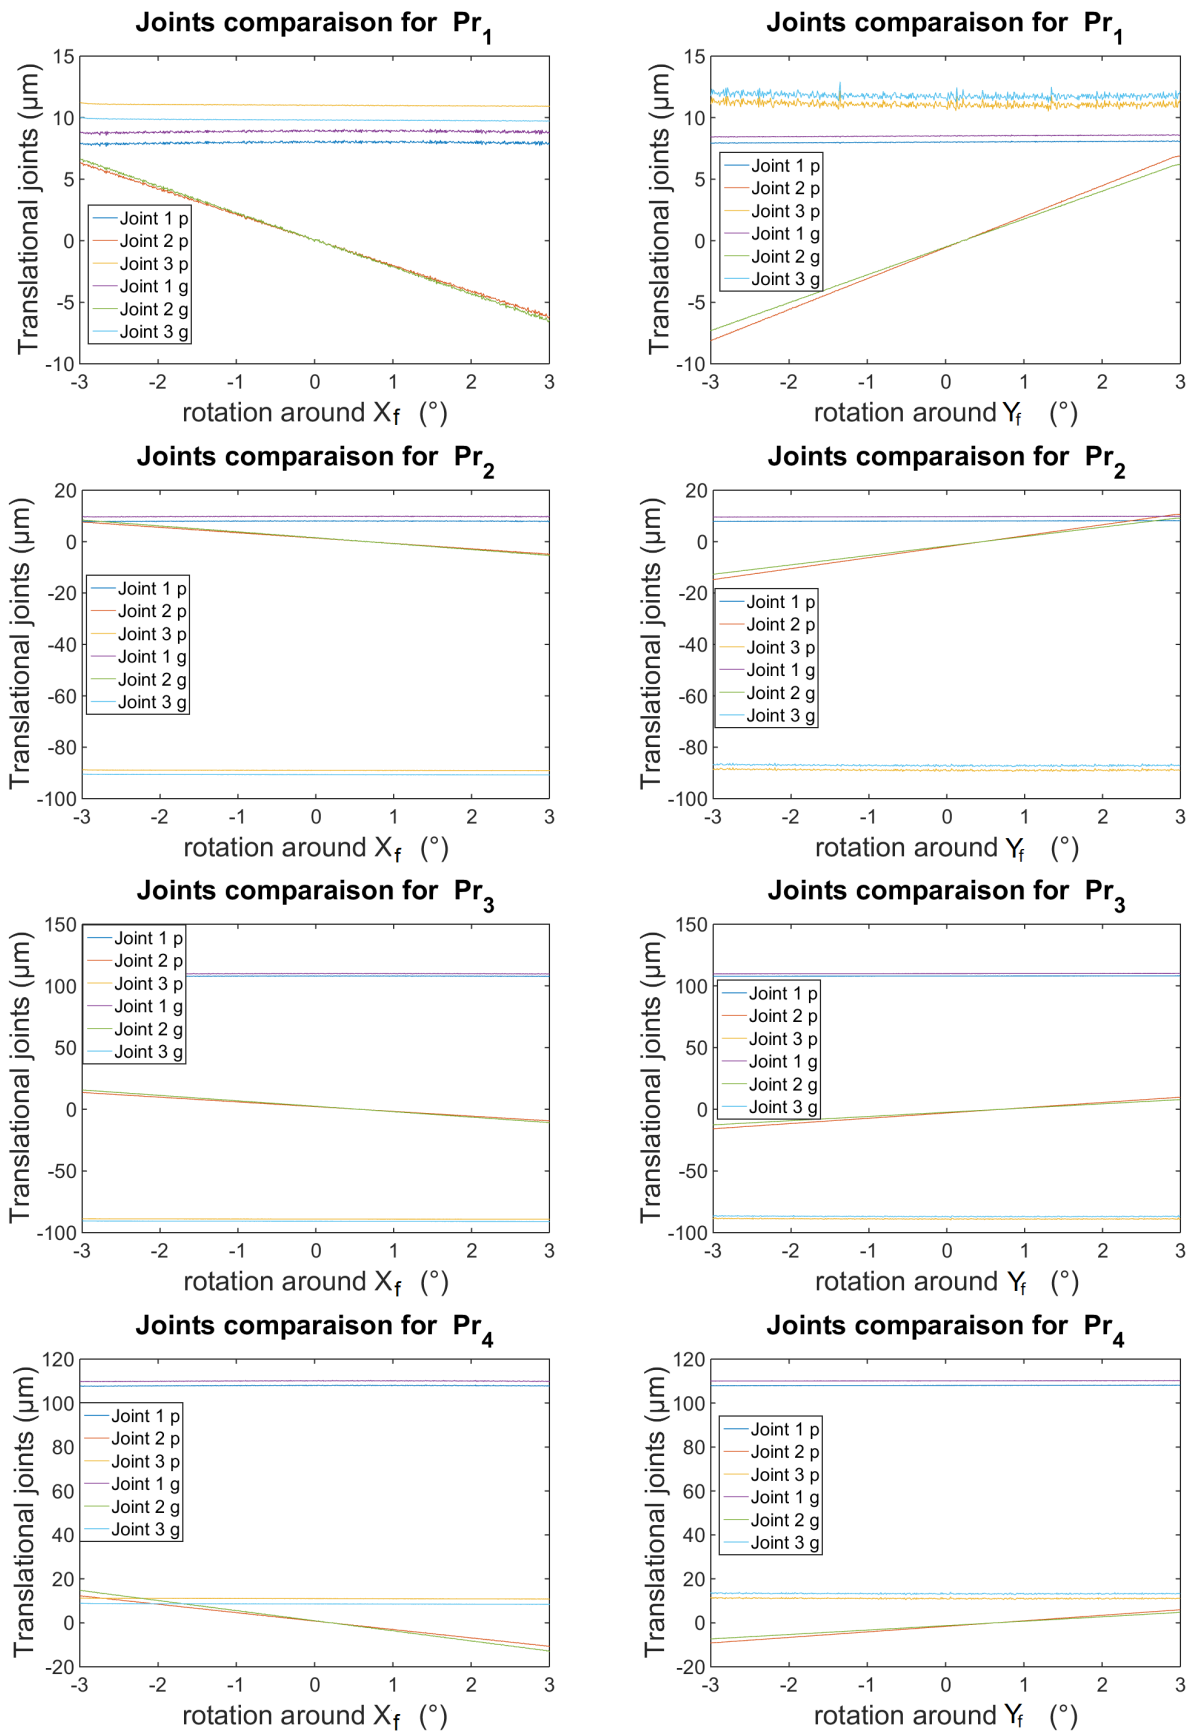 Joints comparaison for Pr1
Translational joints (μm)
15
10
5
0
-5
-10
Joint 1 p
Joint 2 p
Joint 3 p
Joint 1 g
Joint 2 g
Joint 3 g
-3 -2 -1 0 1 2 3
rotation around Xf (°)
Joints comparaison for Pr1
Translational joints (μm)
15
10
5
0
-5
-10
Joint 1 p
Joint 2 p
Joint 3 p
Joint 1 g
Joint 2 g
Joint 3 g
-3 -2 -1 0 1 2 3
rotation around Yf (°)
Joints comparaison for Pr2
Translational joints (μm)
20
0
-20
-40
-60
-80
-100
Joint 1 p
Joint 2 p
Joint 3 p
Joint 1 g
Joint 2 g
Joint 3 g
-3 -2 -1 0 1 2 3
rotation around Xf (°)
Joints comparaison for Pr2
Translational joints (μm)
20
0
-20
-40
-60
-80
-100
Joint 1 p
Joint 2 p
Joint 3 p
Joint 1 g
Joint 2 g
Joint 3 g
-3 -2 -1 0 1 2 3
rotation around Yf (°)
Joints comparaison for Pr3
Translational joints (μm)
150
100
50
0
-50
-100
Joint 1 p
Joint 2 p
Joint 3 p
Joint 1 g
Joint 2 g
Joint 3 g
-3 -2 -1 0 1 2 3
rotation around Xf (°)
Joints comparaison for Pr3
Translational joints (μm)
150
100
50
0
-50
-100
Joint 1 p
Joint 2 p
Joint 3 p
Joint 1 g
Joint 2 g
Joint 3 g
-3 -2 -1 0 1 2 3
rotation around Yf (°)
Joints comparaison for Pr4
Translational joints (μm)
120
100
80
60
40
20
0
-20
Joint 1 p
Joint 2 p
Joint 3 p
Joint 1 g
Joint 2 g
Joint 3 g
-3 -2 -1 0 1 2 3
rotation around Xf (°)
Joints comparaison for Pr4
Translational joints (μm)
120
100
80
60
40
20
0
-20
Joint 1 p
Joint 2 p
Joint 3 p
Joint 1 g
Joint 2 g
Joint 3 g
-3 -2 -1 0 1 2 3
rotation around Yf (°)